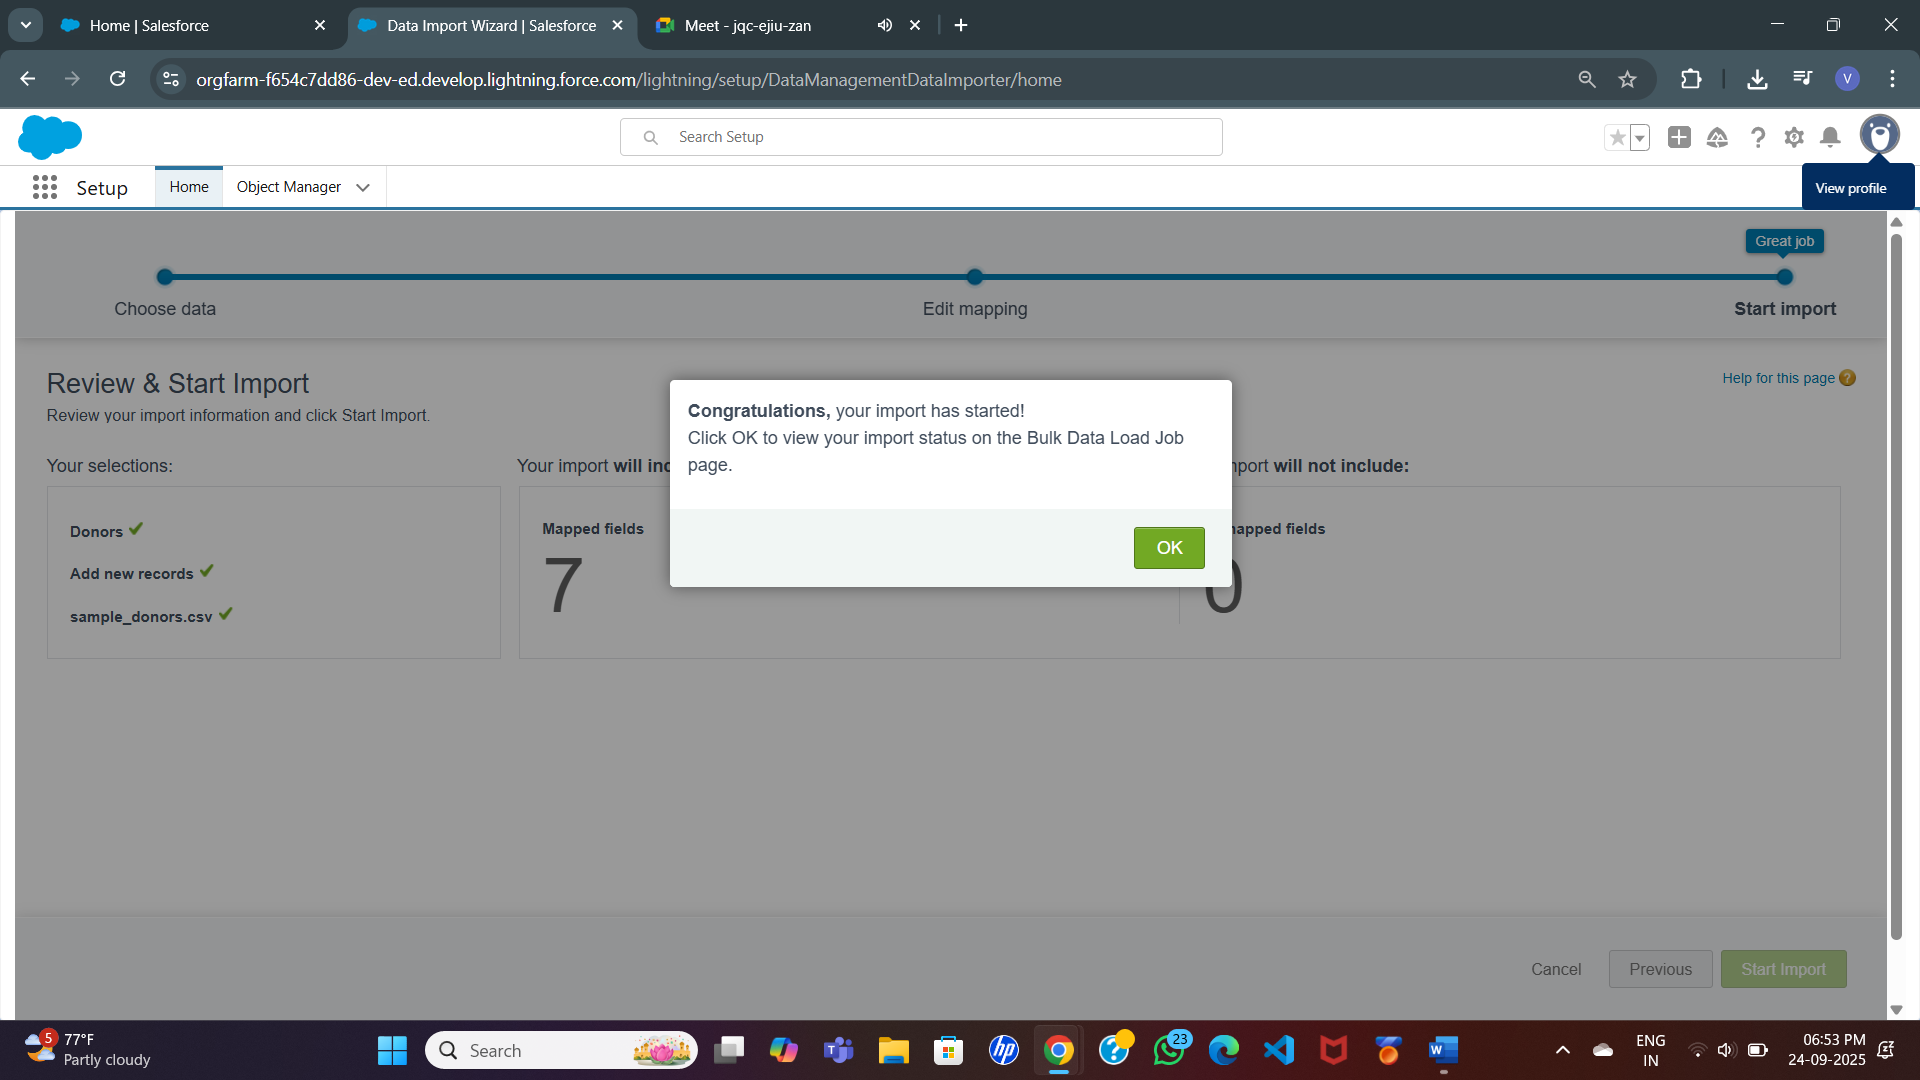 Home | Salesforce
Data Import Wizard | Salesforce
Meet - jqc-ejiu-zan
orgfarm-f654c7dd86-dev-ed.develop.lightning.force.com/lightning/setup/DataManagementDataImporter/home
V
Search Setup
Setup
Home
Object Manager
View profile
Great job
Choose data
Edit mapping
Start import
Review & Start Import
Help for this page
Review your import information and click Start Import.
Congratulations, your import has started!
Click OK to view your import status on the Bulk Data Load Job
page.
OK
Your selections:
Your import will inc
port will not include:
Donors
Add new records
sample_donors.csv
Mapped fields
7
apped fields
0
Cancel
Previous
Start Import
5
77°F
Partly cloudy
Search
23
ENG
IN
06:53 PM
24-09-2025